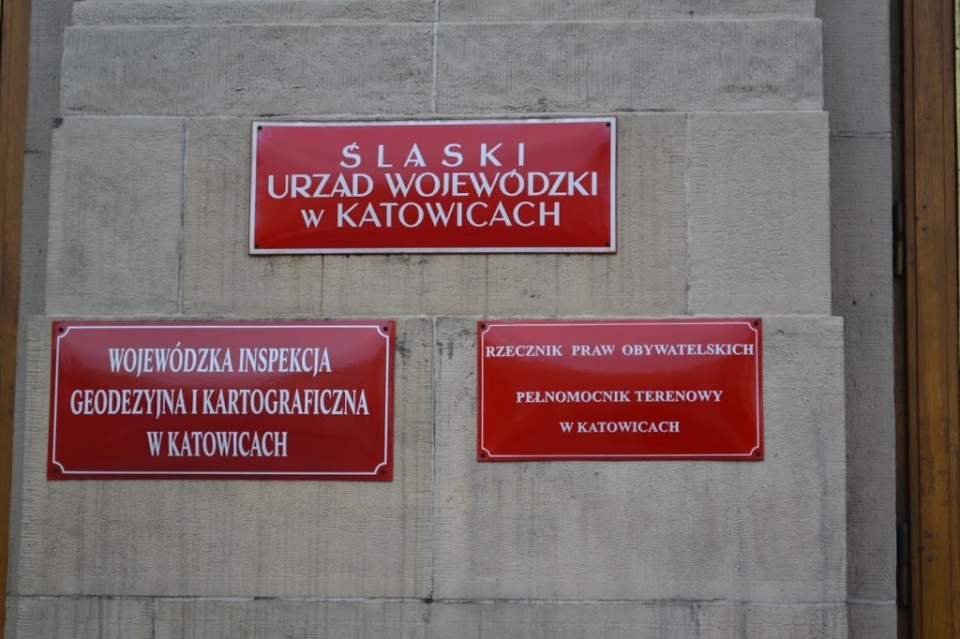 ŚLĄSKI
URZĄD WOJEWÓDZKI
W KATOWICACH
WOJEWÓDZKA INSPEKCJA
GEODEZYJNA I KARTOGRAFICZNA
W KATOWICACH
RZECZNIK PRAW OBYWATELSKICH
PEŁNOMOCNIK TERENOWY
W KATOWICACH